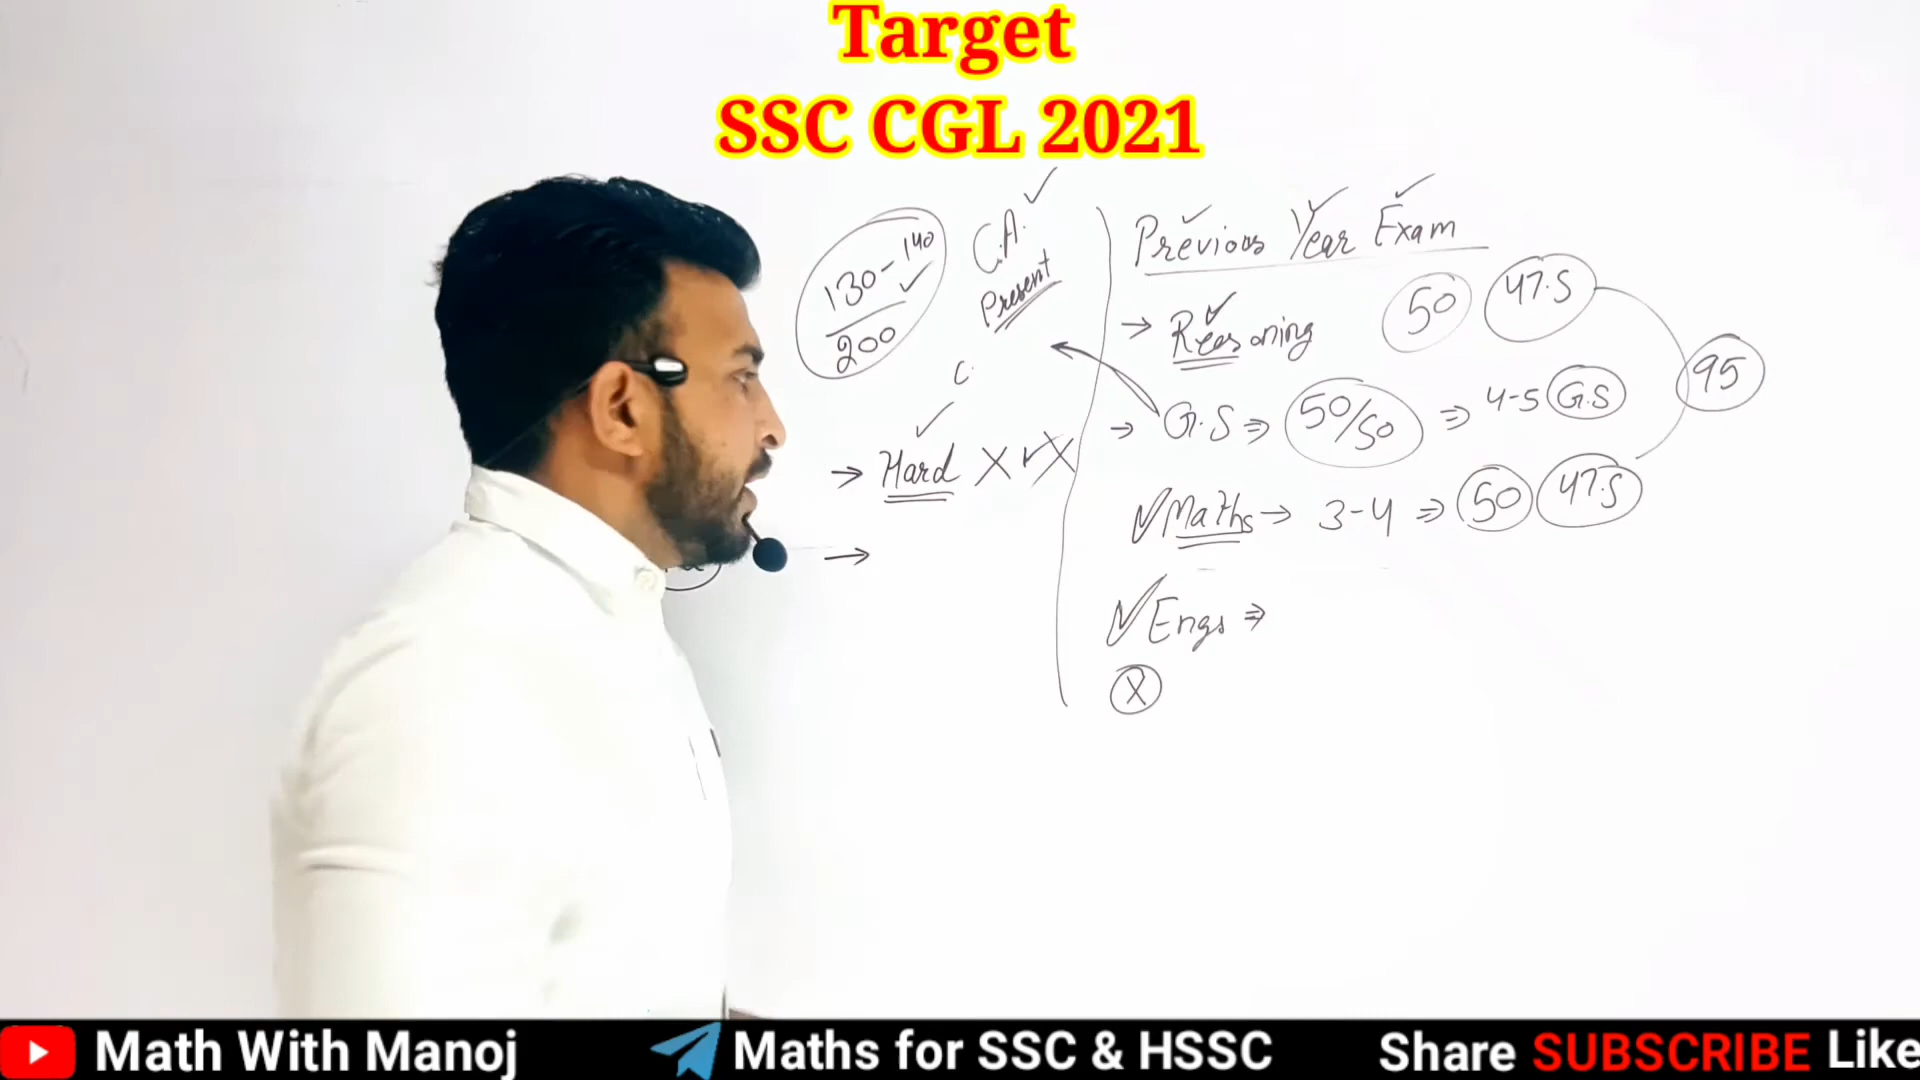 Target
SSC CGL 2021
130-140
200
C.A.
Present
c
→ Hard X ✓ X
→
Previous Year Exam
→ Reasoning 50 47.5
95
→ G.S ⇒ 50/50 ⇒ 4-5 G.S
Maths → 3-4 ⇒ 50 47.5
Engs ⇒
X
Math With Manoj
Maths for SSC & HSSC
Share SUBSCRIBE Like